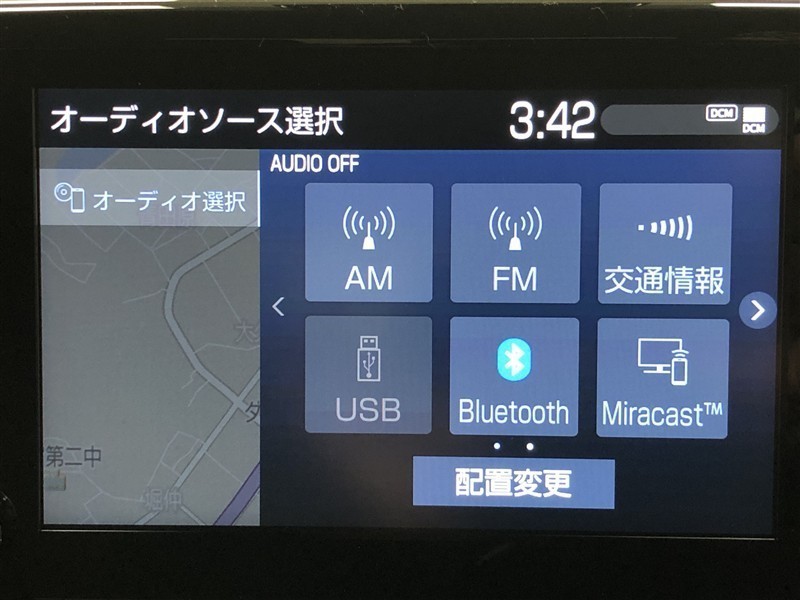 オーディオソース選択
3:42
DCM
DCM
AUDIO OFF
オーディオ選択
AM
FM
交通情報
USB
Bluetooth
Miracast™
配置変更
第二中
堀仲